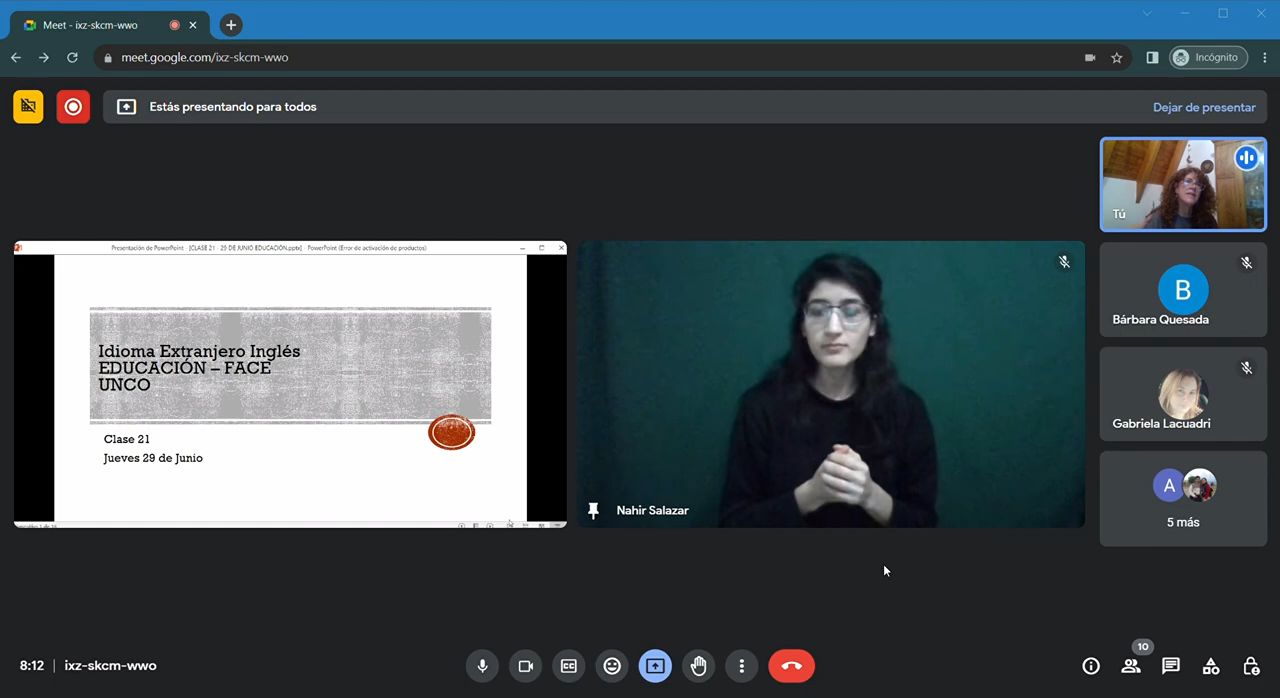 Meet - ixz-skcm-wwo
meet.google.com/ixz-skcm-wwo
Incógnito
Estás presentando para todos
Dejar de presentar
Tú
Presentación de PowerPoint - [CLASE 21 - 29 DE JUNIO EDUCACIÓN.pptx] - PowerPoint (Error de activación de productos)
Idioma Extranjero Inglés
EDUCACIÓN – FACE
UNCO
Clase 21
Jueves 29 de Junio
Nahir Salazar
B
Bárbara Quesada
Gabriela Lacuadri
A
5 más
8:12
ixz-skcm-wwo
10